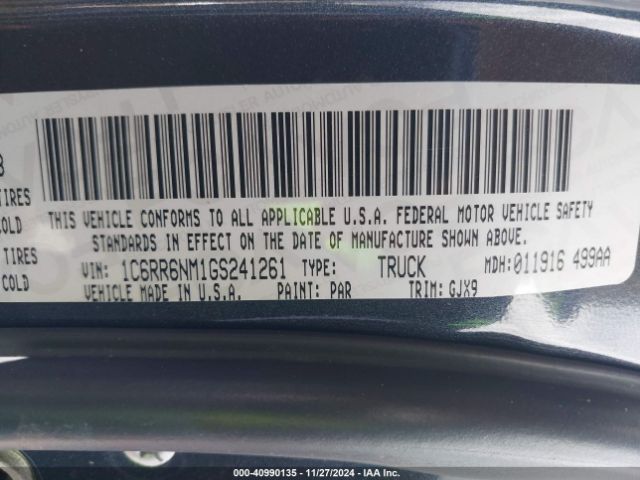 3
TIRES
COLD
TIRES
COLD
THIS VEHICLE CONFORMS TO ALL APPLICABLE U.S.A. FEDERAL MOTOR VEHICLE SAFETY
STANDARDS IN EFFECT ON THE DATE OF MANUFACTURE SHOWN ABOVE.
VIN: 1C6RR6NM1GS241261 TYPE: TRUCK MDH:011916 499AA
VEHICLE MADE IN U.S.A. PAINT: PAR TRIM: GJX9
000-40990135 - 11/27/2024 - IAA Inc.